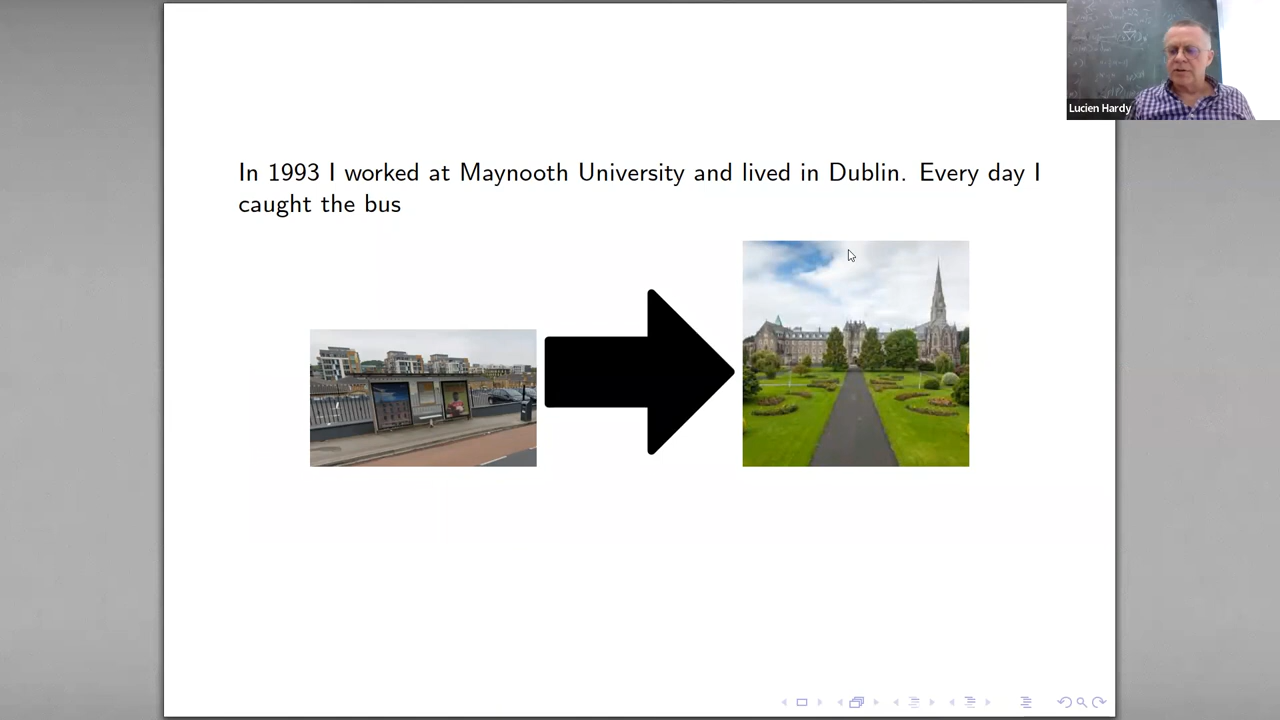 Lucien Hardy
In 1993 I worked at Maynooth University and lived in Dublin. Every day I
caught the bus